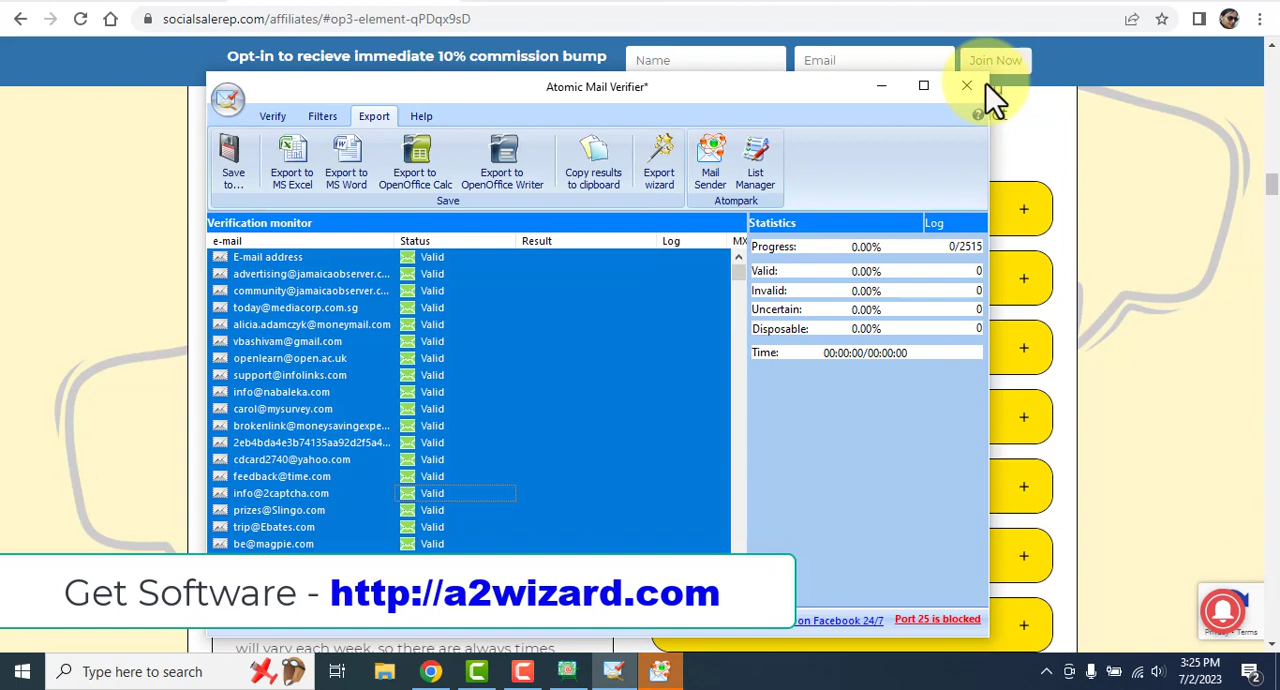 socialsalerep.com/affiliates/#op3-element-qPDqx9sD
Opt-in to recieve immediate 10% commission bump
Name
Email
Join Now
Atomic Mail Verifier*
Verify
Filters
Export
Help
Save to...
Export to MS Excel
Export to MS Word
Export to OpenOffice Calc
Export to OpenOffice Writer
Copy results to clipboard
Export wizard
Mail Sender
List Manager
Save
Atompark
Verification monitor
e-mail Status Result Log MX
E-mail address Valid
advertising@jamaicaobserver.c... Valid
community@jamaicaobserver.c... Valid
today@mediacorp.com.sg Valid
alicia.adamczyk@moneymail.com Valid
vbashivam@gmail.com Valid
openlearn@open.ac.uk Valid
support@infolinks.com Valid
info@nabaleka.com Valid
carol@mysurvey.com Valid
brokenlink@moneysavingexpe... Valid
2eb4bda4e3b74135aa92d2f5a4... Valid
cdcard2740@yahoo.com Valid
feedback@time.com Valid
info@2captcha.com Valid
prizes@Slingo.com Valid
trip@Ebates.com Valid
be@magpie.com Valid
Statistics
Log
Progress: 0.00% 0/2515
Valid: 0.00% 0
Invalid: 0.00% 0
Uncertain: 0.00% 0
Disposable: 0.00% 0
Time: 00:00:00/00:00:00
Get Software - http://a2wizard.com
on Facebook 24/7
Port 25 is blocked
will vary each week, so there are always times
- Terms
Type here to search
3:25 PM
7/2/2023
2